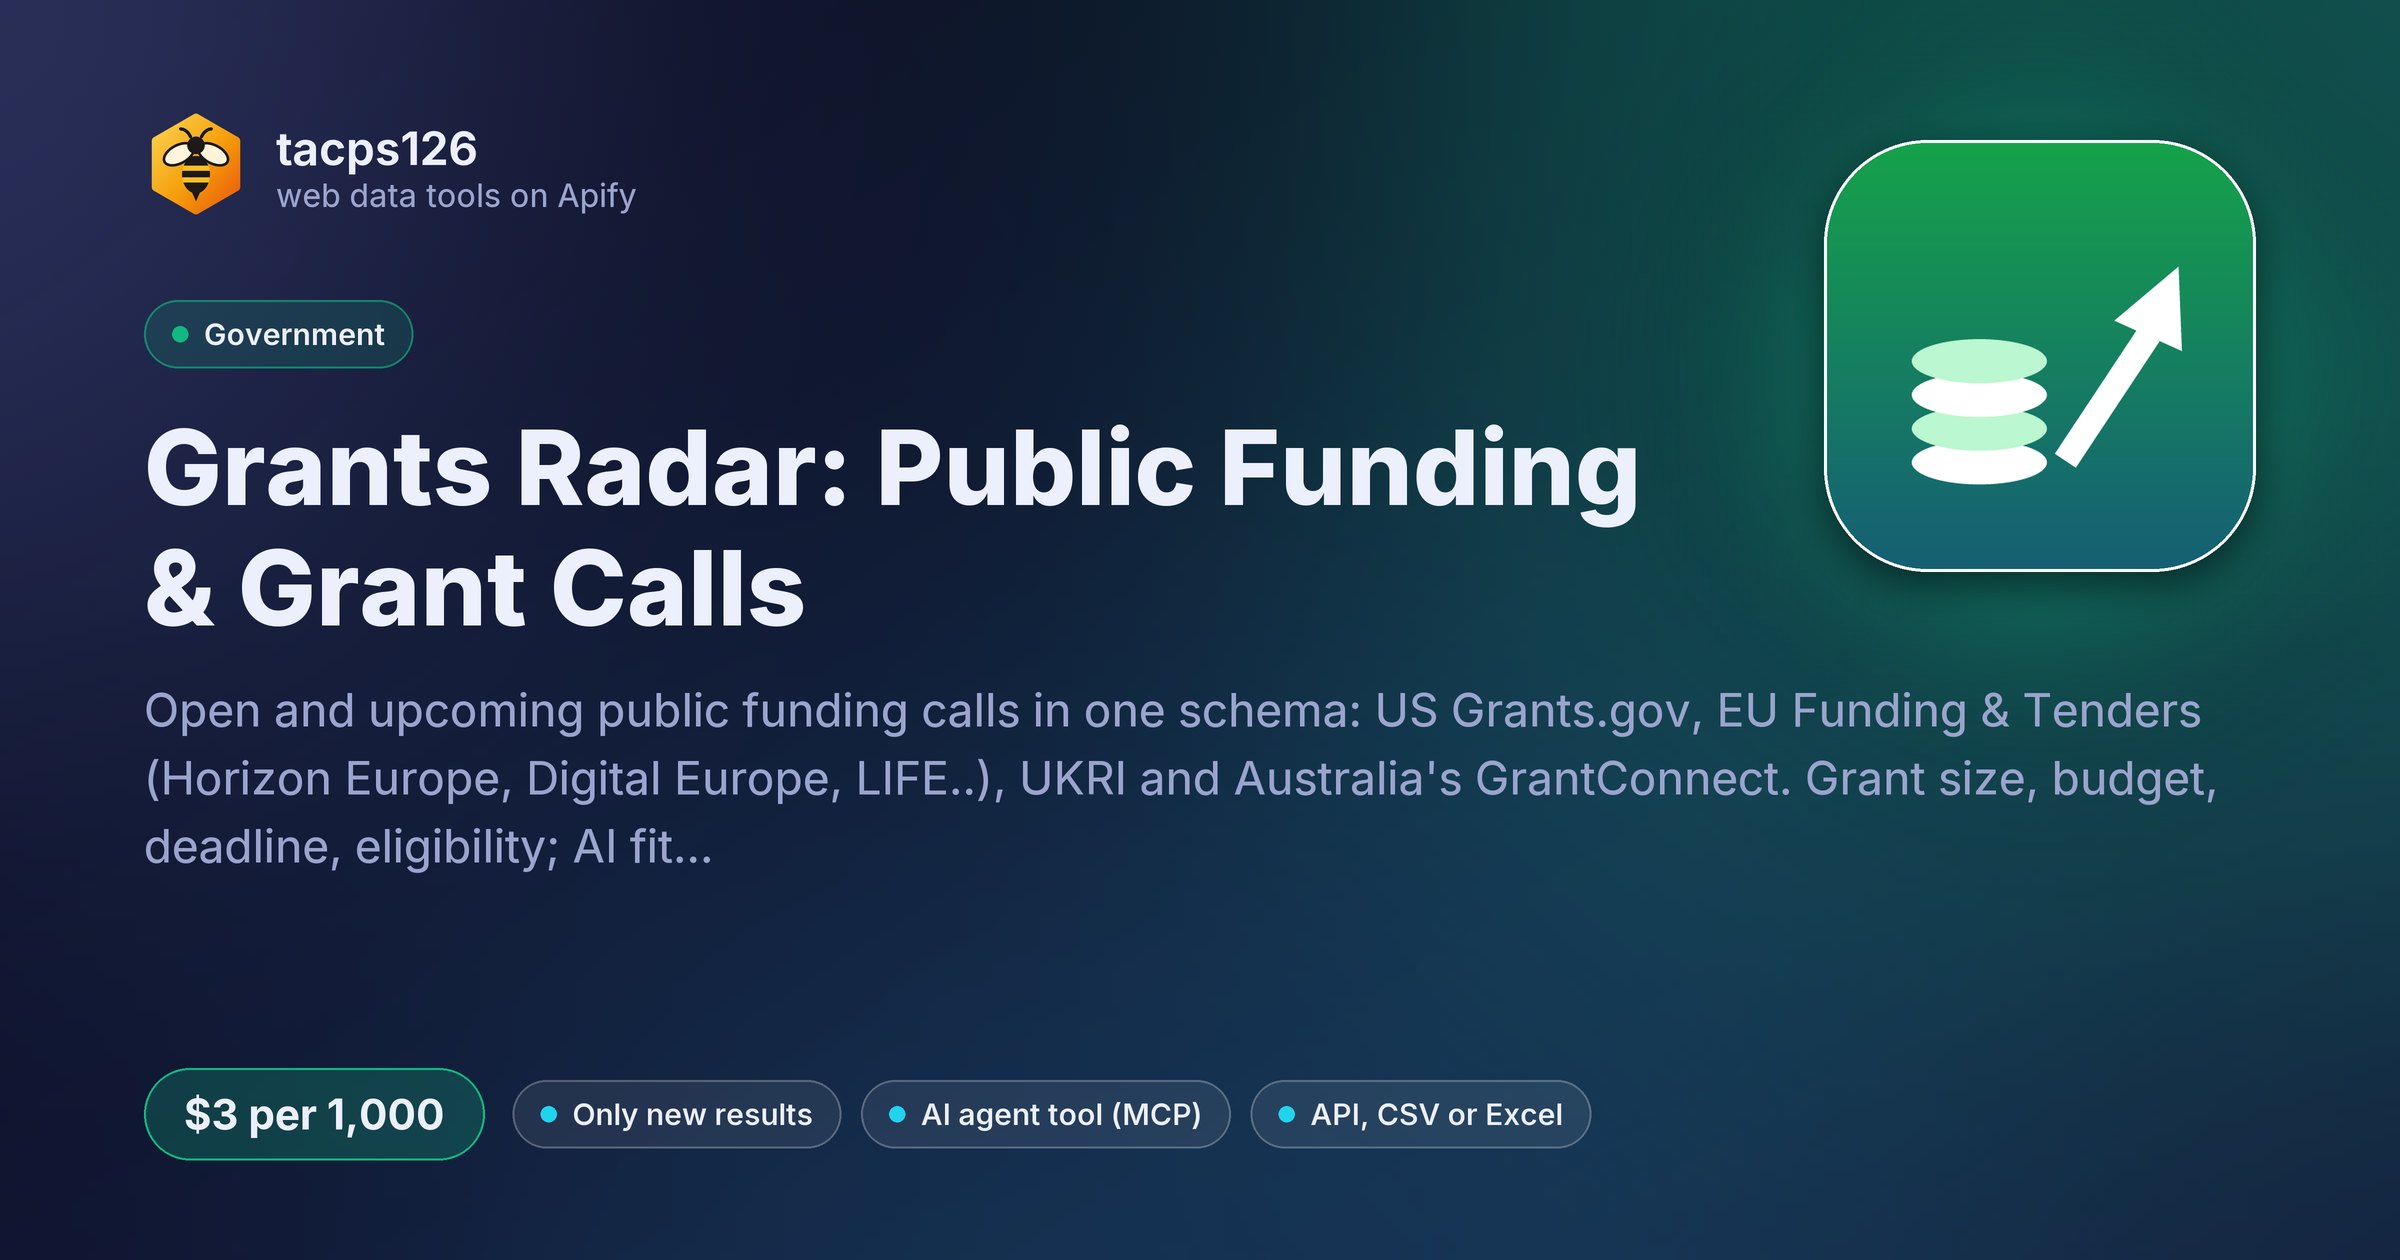 tacps126
web data tools on Apify
Government
Grants Radar: Public Funding
& Grant Calls
Open and upcoming public funding calls in one schema: US Grants.gov, EU Funding & Tenders
(Horizon Europe, Digital Europe, LIFE..), UKRI and Australia's GrantConnect. Grant size, budget,
deadline, eligibility; AI fit...
$3 per 1,000
Only new results
AI agent tool (MCP)
API, CSV or Excel